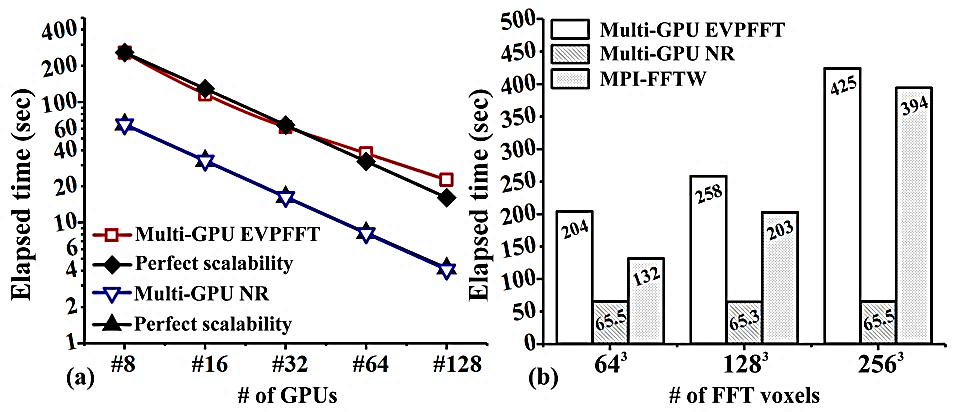 400
200
100
60
40
20
10
6
4
2
1
Elapsed time (sec)
Multi-GPU EVPFFT
Perfect scalability
Multi-GPU NR
Perfect scalability
#8 #16 #32 #64 #128
(a)
# of GPUs
500
450
400
350
300
250
200
150
100
50
0
Elapsed time (sec)
Multi-GPU EVPFFT
Multi-GPU NR
MPI-FFTW
204 65.5 132
258 65.3 203
425 65.5 394
64³ 128³ 256³
(b)
# of FFT voxels